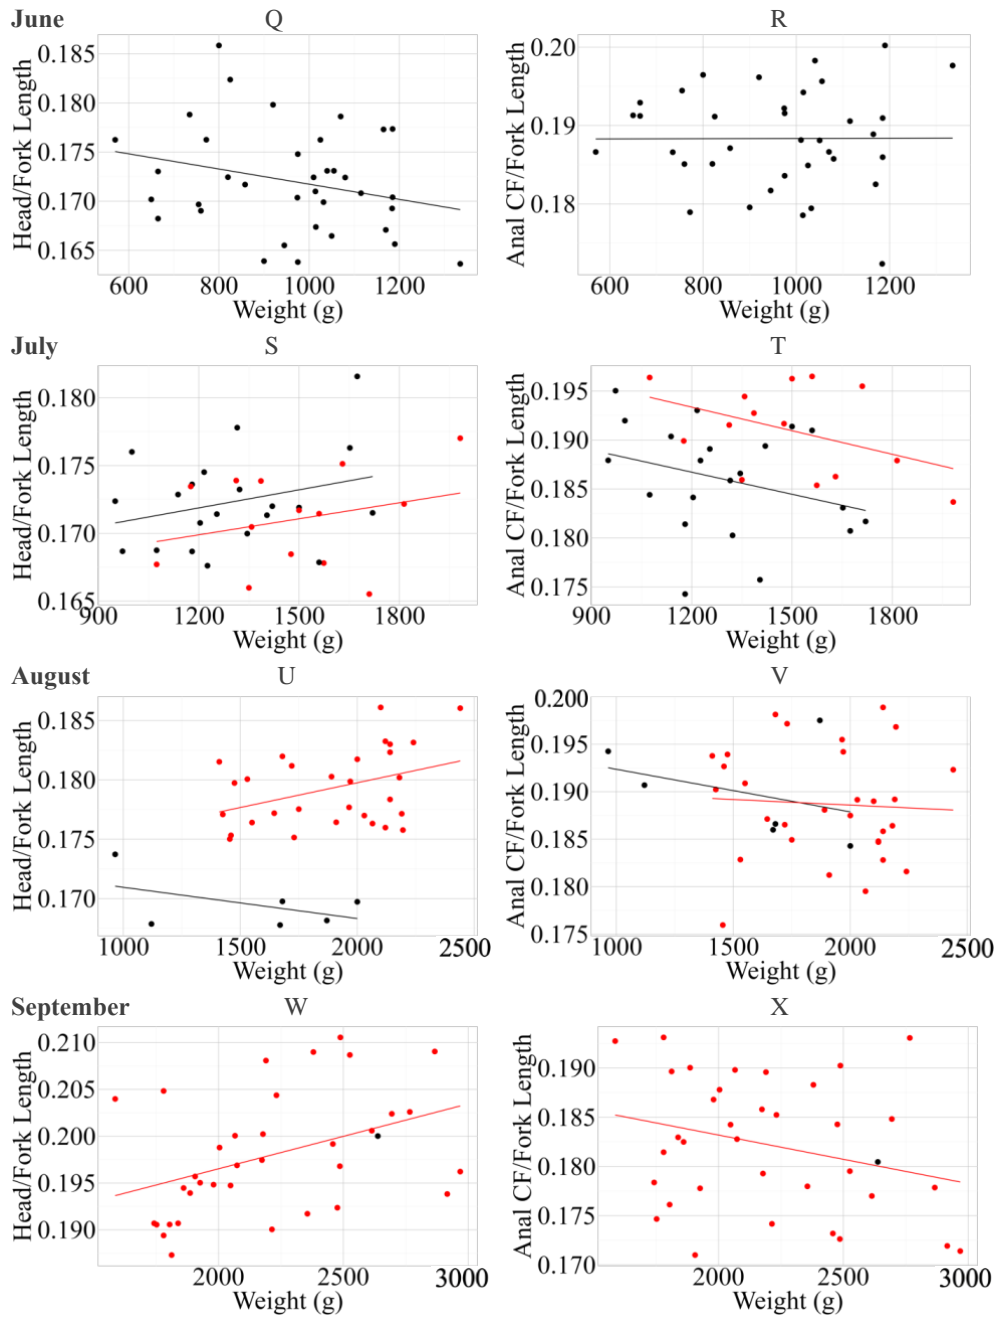 June
Q
R
Head/Fork Length
0.185
0.180
0.175
0.170
0.165
600 800 1000 1200
Weight (g)
Anal CF/Fork Length
0.20
0.19
0.18
600 800 1000 1200
Weight (g)
July
S
T
Head/Fork Length
0.180
0.175
0.170
0.165
900 1200 1500 1800
Weight (g)
Anal CF/Fork Length
0.195
0.190
0.185
0.180
0.175
900 1200 1500 1800
Weight (g)
August
U
V
Head/Fork Length
0.185
0.180
0.175
0.170
1000 1500 2000 2500
Weight (g)
Anal CF/Fork Length
0.200
0.195
0.190
0.185
0.180
0.175
1000 1500 2000 2500
Weight (g)
September
W
X
Head/Fork Length
0.210
0.205
0.200
0.195
0.190
2000 2500 3000
Weight (g)
Anal CF/Fork Length
0.190
0.185
0.180
0.175
0.170
2000 2500 3000
Weight (g)